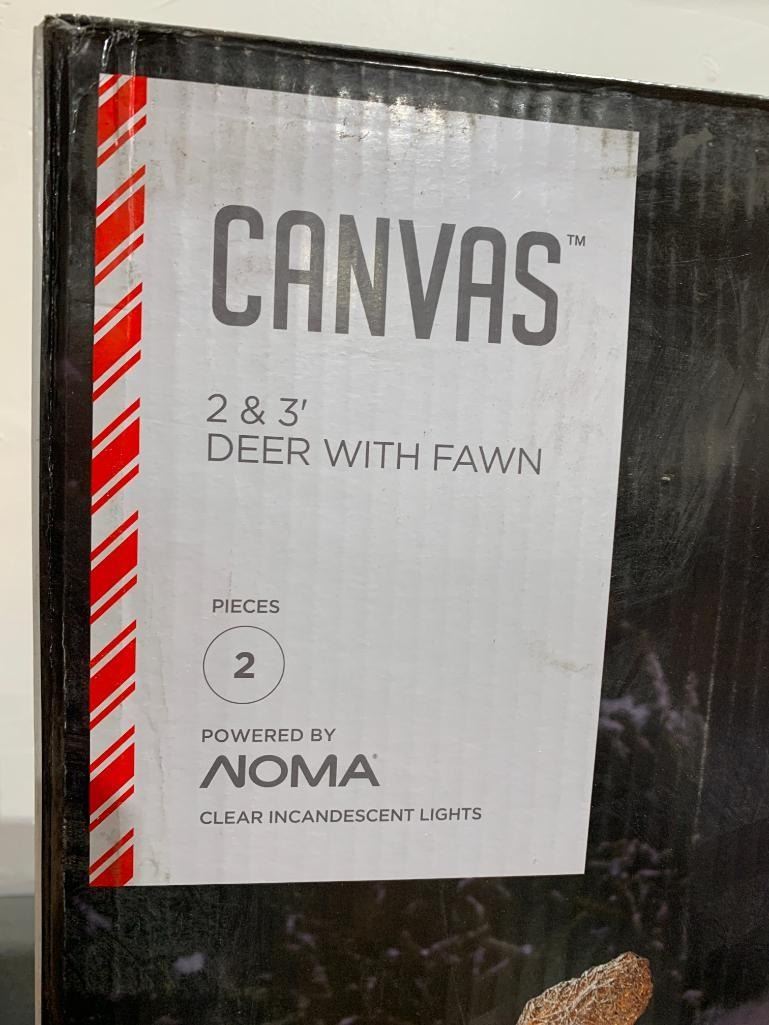 CANVAS™
2 & 3'
DEER WITH FAWN
PIECES
2
POWERED BY
NOMA®
CLEAR INCANDESCENT LIGHTS